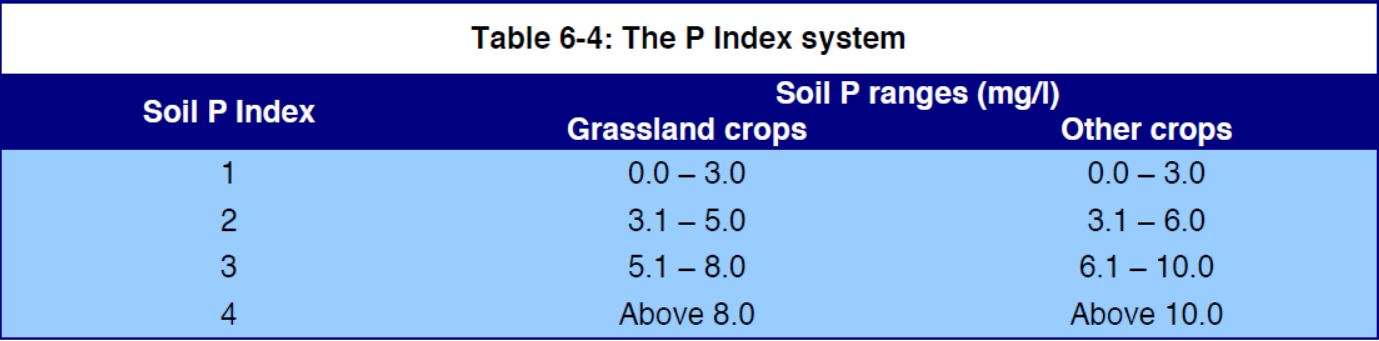 Table 6-4: The P Index system
Soil P Index
Soil P ranges (mg/l)
Grassland crops Other crops
1 0.0 – 3.0 0.0 – 3.0
2 3.1 – 5.0 3.1 – 6.0
3 5.1 – 8.0 6.1 – 10.0
4 Above 8.0 Above 10.0